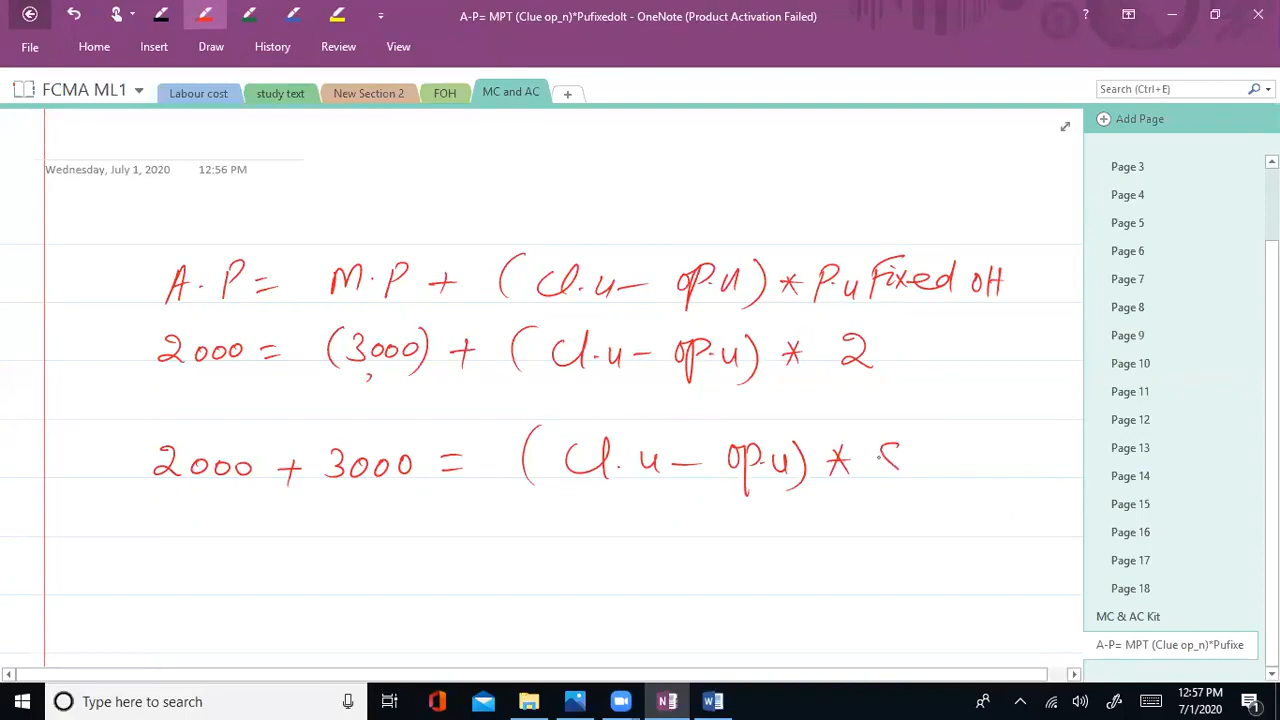 A-P= MPT (Clue op_n)*Pufixedolt - OneNote (Product Activation Failed)
File Home Insert Draw History Review View
FCMA ML1 Labour cost study text New Section 2 FOH MC and AC
Search (Ctrl+E)
Add Page
Wednesday, July 1, 2020 12:56 PM
A.P = M.P + (Cl.u - op.u) * P.u Fixed OH
2000 = (3000) + (Cl.u - op.u) * 2
2000 + 3000 = (Cl.u - op.u) *
Page 3
Page 4
Page 5
Page 6
Page 7
Page 8
Page 9
Page 10
Page 11
Page 12
Page 13
Page 14
Page 15
Page 16
Page 17
Page 18
MC & AC Kit
A-P= MPT (Clue op_n)*Pufixe
Type here to search
12:57 PM
7/1/2020